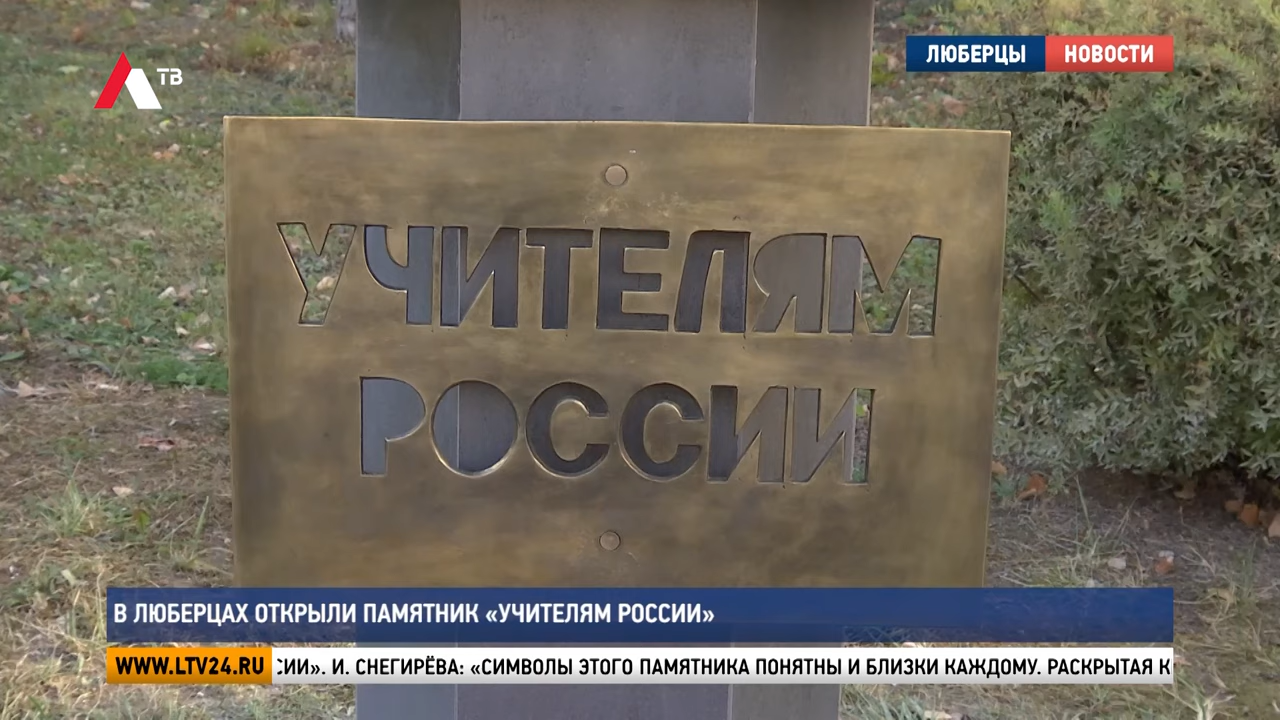 ТВ
ЛЮБЕРЦЫ НОВОСТИ
УЧИТЕЛЯМ
РОССИИ
В ЛЮБЕРЦАХ ОТКРЫЛИ ПАМЯТНИК «УЧИТЕЛЯМ РОССИИ»
WWW.LTV24.RU СИИ». И. СНЕГИРЁВА: «СИМВОЛЫ ЭТОГО ПАМЯТНИКА ПОНЯТНЫ И БЛИЗКИ КАЖДОМУ. РАСКРЫТАЯ К